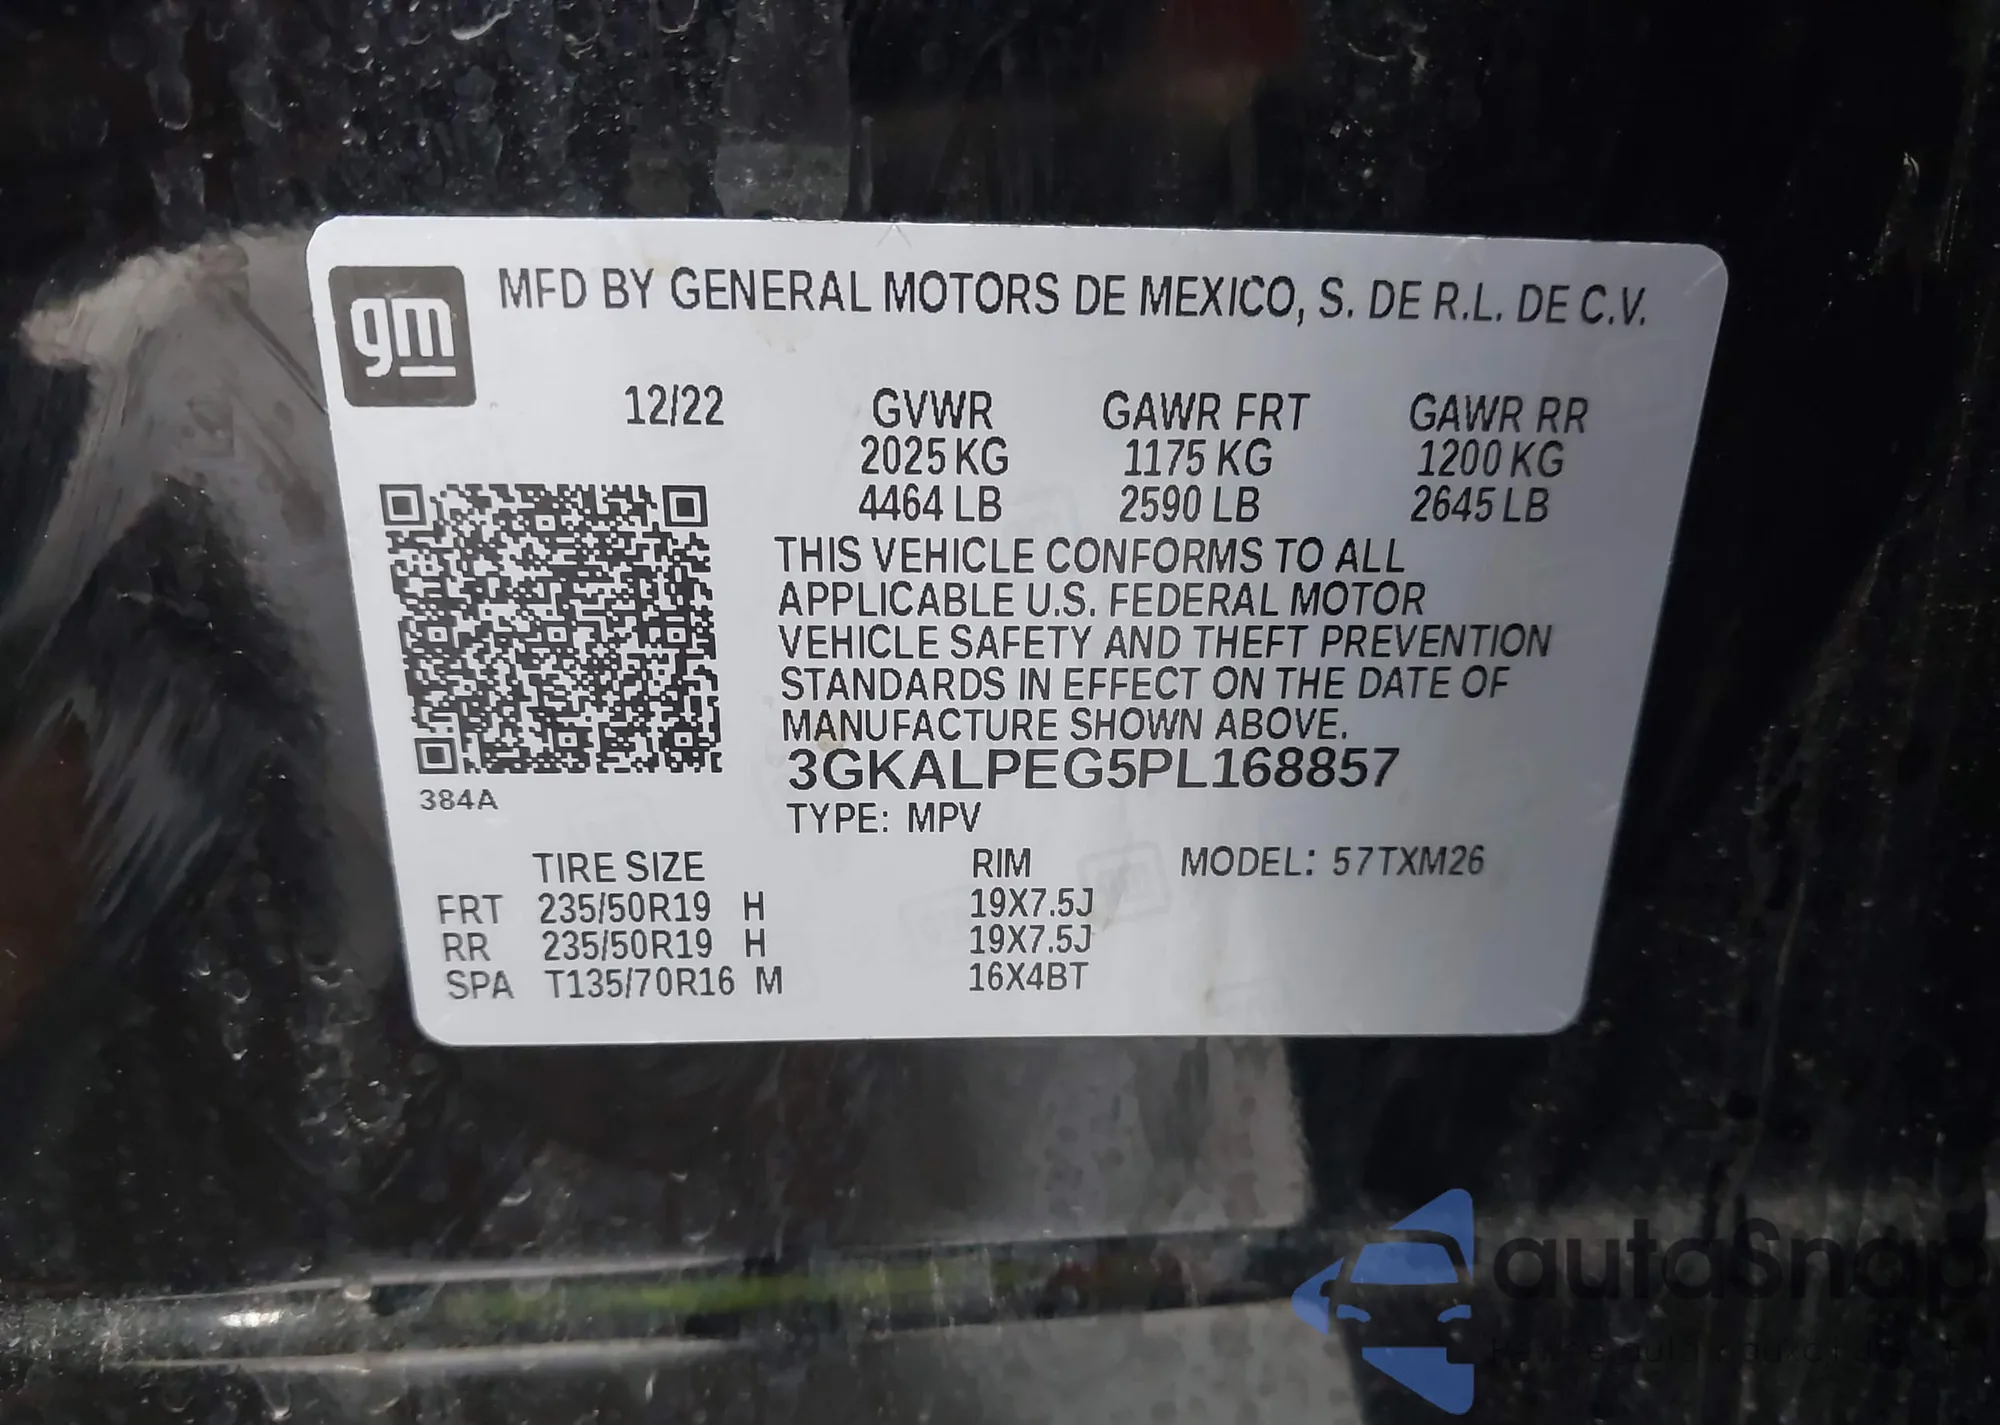 gm
MFD BY GENERAL MOTORS DE MEXICO, S. DE R.L. DE C.V.
12/22 GVWR GAWR FRT GAWR RR
2025 KG 1175 KG 1200 KG
4464 LB 2590 LB 2645 LB
THIS VEHICLE CONFORMS TO ALL
APPLICABLE U.S. FEDERAL MOTOR
VEHICLE SAFETY AND THEFT PREVENTION
STANDARDS IN EFFECT ON THE DATE OF
MANUFACTURE SHOWN ABOVE.
3GKALPEG5PL168857
384A
TYPE: MPV
TIRE SIZE RIM MODEL: 57TXM26
FRT 235/50R19 H 19X7.5J
RR 235/50R19 H 19X7.5J
SPA T135/70R16 M 16X4BT
autoSnap